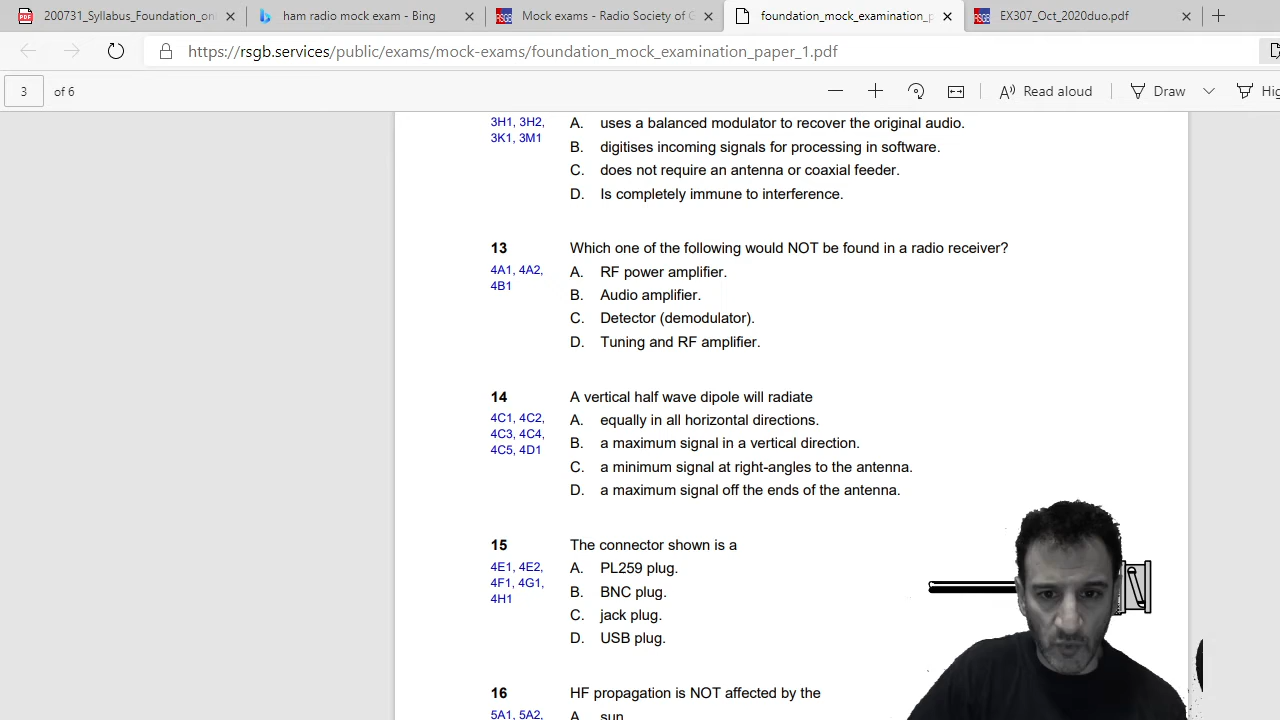 200731_Syllabus_Foundation_on
ham radio mock exam - Bing
Mock exams - Radio Society of G
foundation_mock_examination_p
EX307_Oct_2020duo.pdf
https://rsgb.services/public/exams/mock-exams/foundation_mock_examination_paper_1.pdf
3 of 6
Read aloud
Draw
Hig
3H1, 3H2,
3K1, 3M1
A. uses a balanced modulator to recover the original audio.
B. digitises incoming signals for processing in software.
C. does not require an antenna or coaxial feeder.
D. Is completely immune to interference.
13 Which one of the following would NOT be found in a radio receiver?
4A1, 4A2,
4B1
A. RF power amplifier.
B. Audio amplifier.
C. Detector (demodulator).
D. Tuning and RF amplifier.
14 A vertical half wave dipole will radiate
4C1, 4C2,
4C3, 4C4,
4C5, 4D1
A. equally in all horizontal directions.
B. a maximum signal in a vertical direction.
C. a minimum signal at right-angles to the antenna.
D. a maximum signal off the ends of the antenna.
15 The connector shown is a
4E1, 4E2,
4F1, 4G1,
4H1
A. PL259 plug.
B. BNC plug.
C. jack plug.
D. USB plug.
16 HF propagation is NOT affected by the
5A1, 5A2,
A. sun